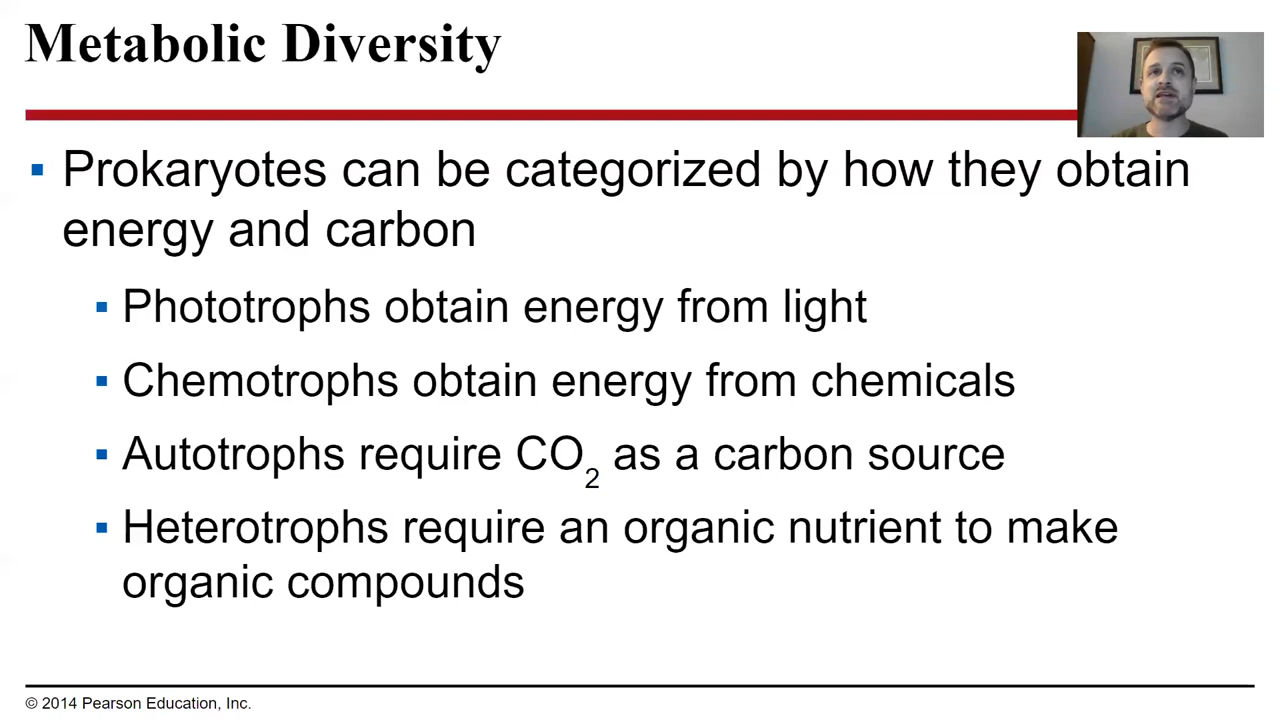 Metabolic Diversity
▪ Prokaryotes can be categorized by how they obtain
energy and carbon
▪ Phototrophs obtain energy from light
▪ Chemotrophs obtain energy from chemicals
▪ Autotrophs require CO₂ as a carbon source
▪ Heterotrophs require an organic nutrient to make
organic compounds
© 2014 Pearson Education, Inc.